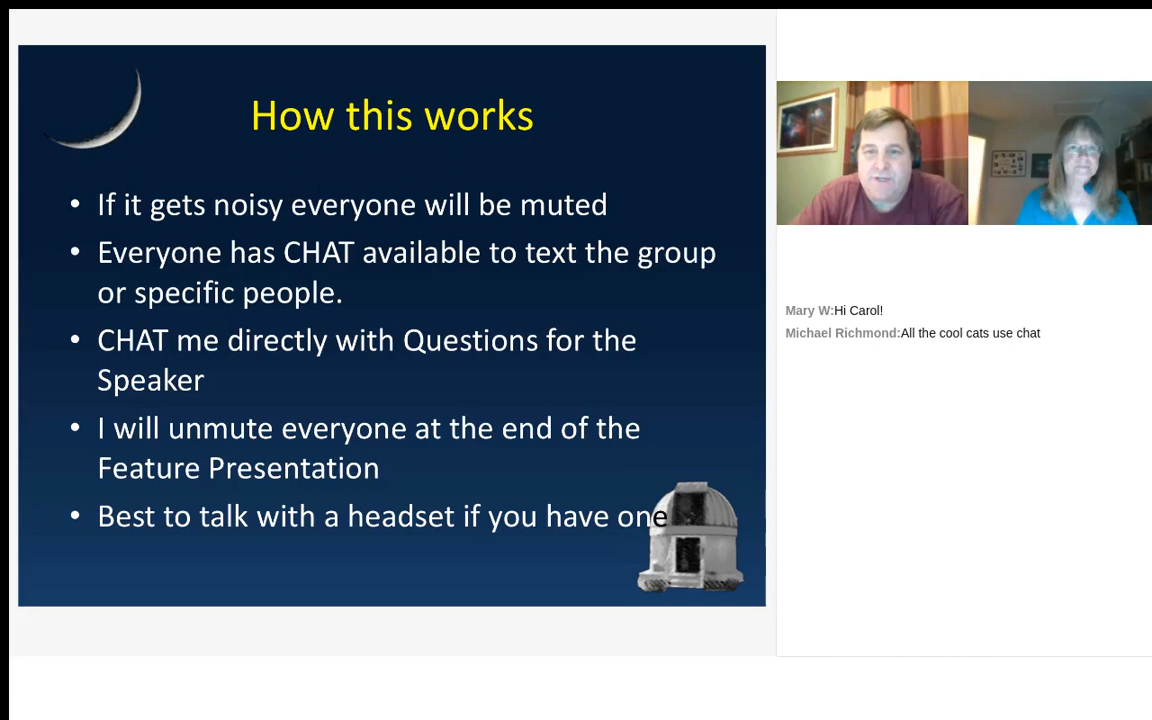 How this works
• If it gets noisy everyone will be muted
• Everyone has CHAT available to text the group
or specific people.
• CHAT me directly with Questions for the
Speaker
• I will unmute everyone at the end of the
Feature Presentation
• Best to talk with a headset if you have one
Mary W:Hi Carol!
Michael Richmond:All the cool cats use chat